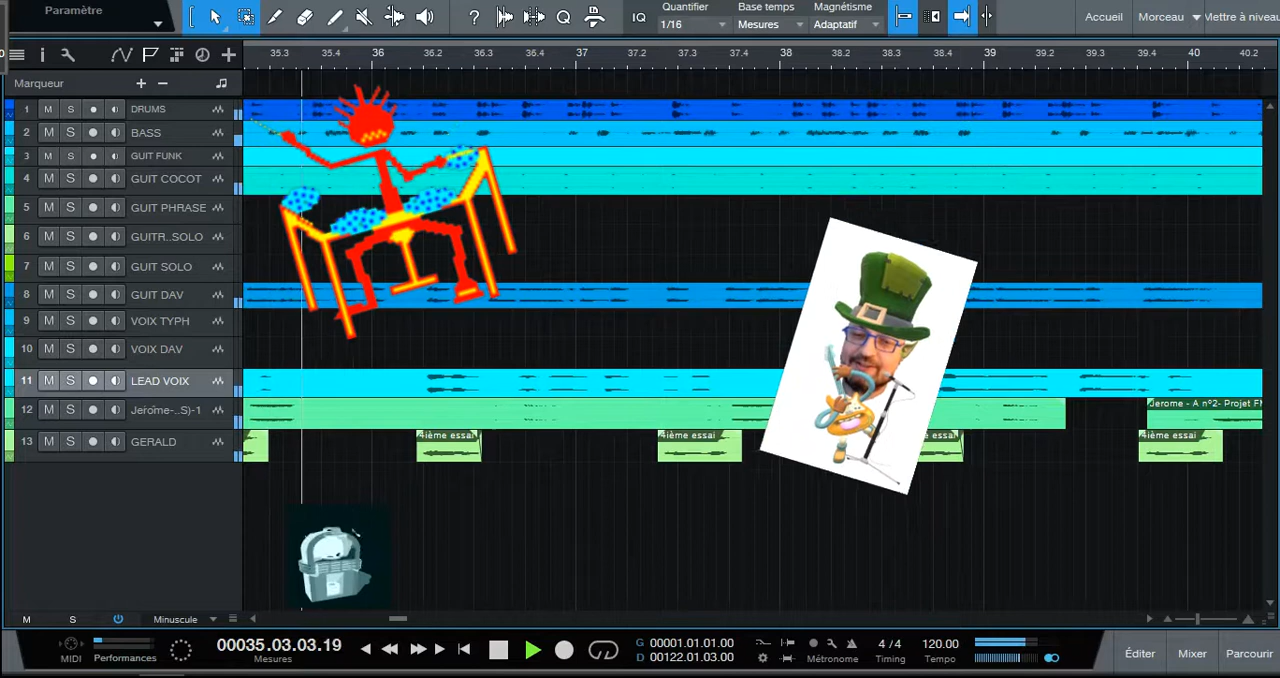 Paramètre
IQ
Quantifier
1/16
Base temps
Mesures
Magnétisme
Adaptatif
Accueil
Morceau
Mettre à niveau
35.3 35.4 36 36.2 36.3 36.4 37 37.2 37.3 37.4 38 38.2 38.3 38.4 39 39.2 39.3 39.4 40 40.2
Marqueur
1 M S DRUMS
2 M S BASS
3 M S GUIT FUNK
4 M S GUIT COCOT
5 M S GUIT PHRASE
6 M S GUITR..SOLO
7 M S GUIT SOLO
8 M S GUIT DAV
9 M S VOIX TYPH
10 M S VOIX DAV
11 M S LEAD VOIX
12 M S Jerome-..S)-1
Jerome - A n°2- Projet FM
13 M S GERALD
4ième essai
4ième essai
essai
4ième essai
M S Minuscule
MIDI
Performances
00035.03.03.19
Mesures
G 00001.01.01.00
D 00122.01.03.00
Métronome
4 / 4
Timing
120.00
Tempo
Éditer
Mixer
Parcourir